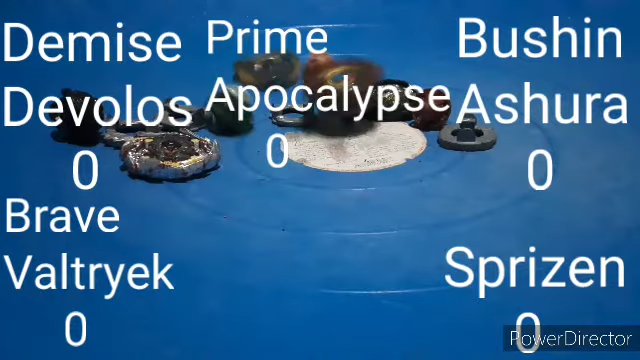 Demise
Devolos
0
Prime
Apocalypse
0
Bushin
Ashura
0
Brave
Valtryek
0
Sprizen
0
PowerDirector